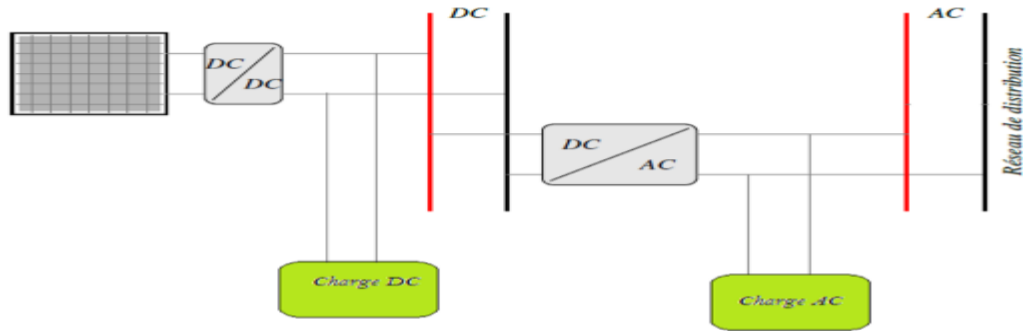 DC
AC
DC
DC
DC
AC
Réseau de distribution
Charge DC
Charge AC